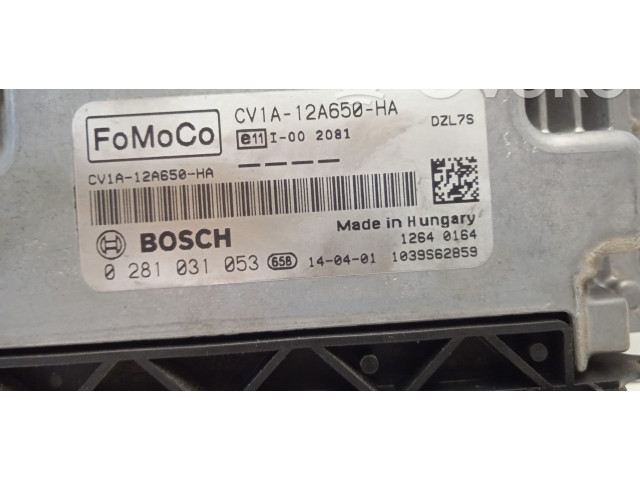 FoMoCo
CV1A-12A650-HA
DZL7S
e11 I-00 2081
CV1A-12A650-HA
Made in Hungary
BOSCH
1264 0164
0 281 031 053 65B 14-04-01 1039S62859